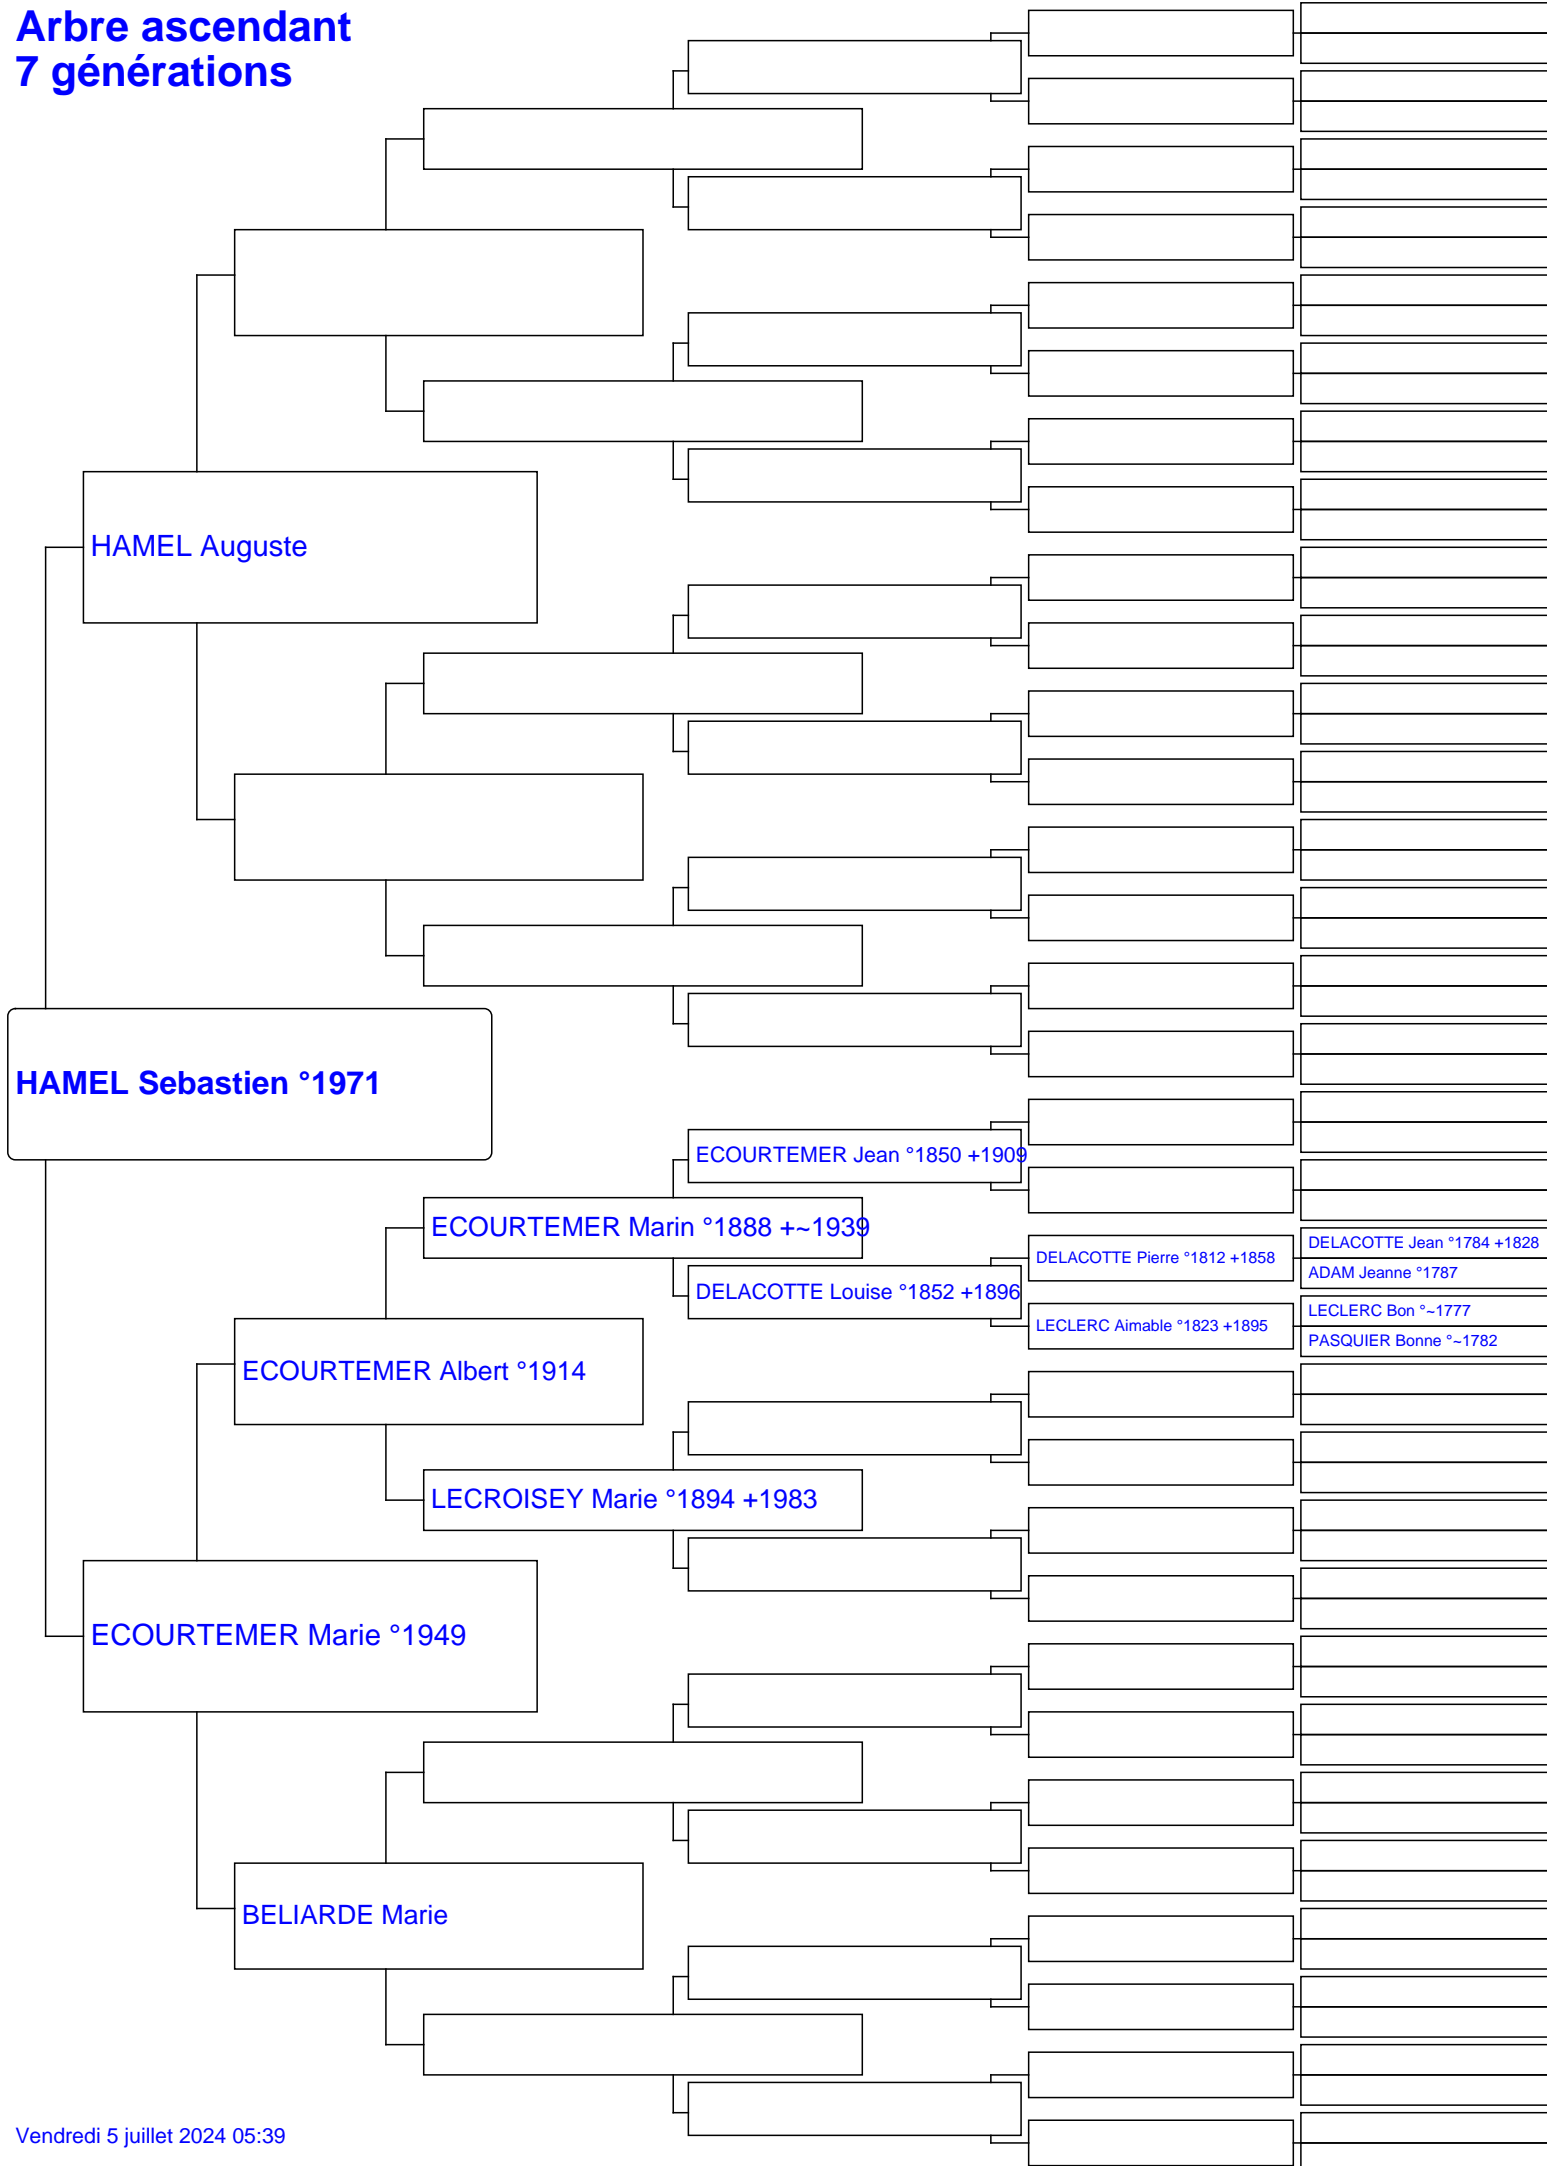 Arbre ascendant
7 générations
HAMEL Auguste
HAMEL Sebastien °1971
ECOURTEMER Jean °1850 +1909
ECOURTEMER Marin °1888 +~1939
DELACOTTE Pierre °1812 +1858
DELACOTTE Jean °1784 +1828
ADAM Jeanne °1787
DELACOTTE Louise °1852 +1896
LECLERC Aimable °1823 +1895
LECLERC Bon °~1777
PASQUIER Bonne °~1782
ECOURTEMER Albert °1914
LECROISEY Marie °1894 +1983
ECOURTEMER Marie °1949
BELIARDE Marie
Vendredi 5 juillet 2024 05:39